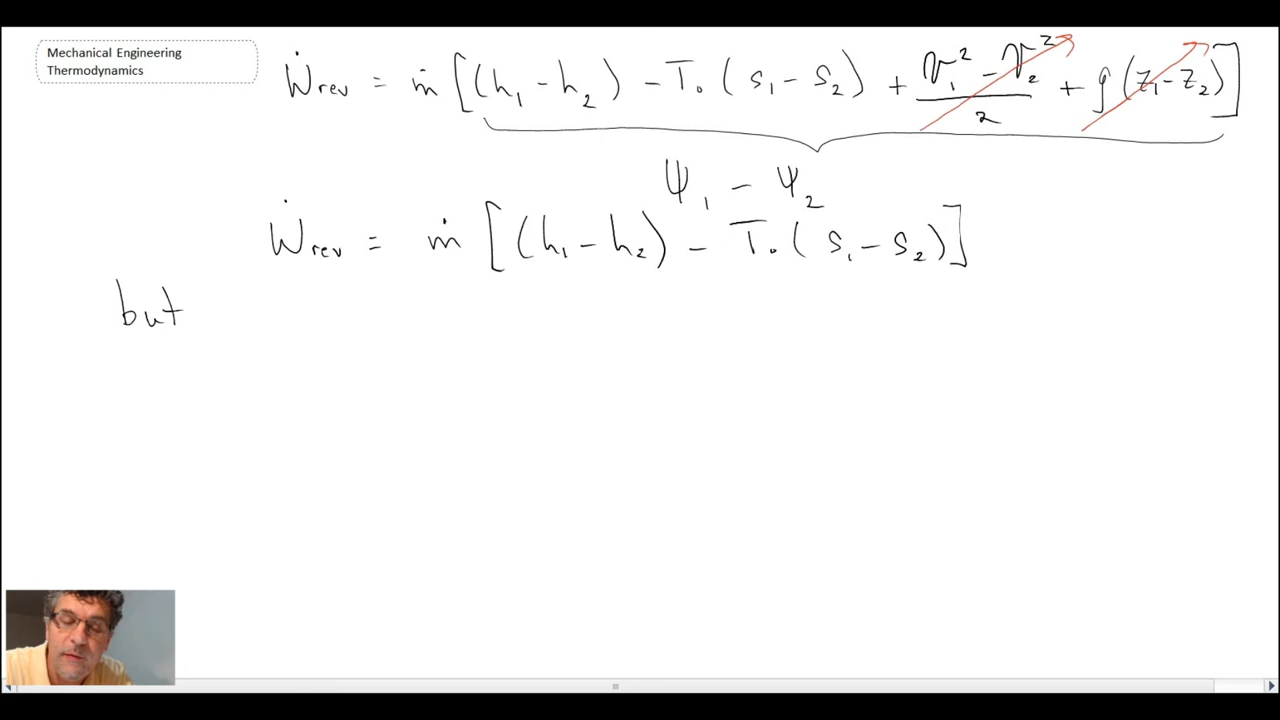 Mechanical Engineering
Thermodynamics
Ẇrev = ṁ [(h₁ − h₂) − T₀ (s₁ − s₂) + (𝒱₁² − 𝒱₂²)/2 + g (z₁ − z₂)]
Ψ₁ − Ψ₂
Ẇrev = ṁ [(h₁ − h₂) − T₀ (s₁ − s₂)]
but